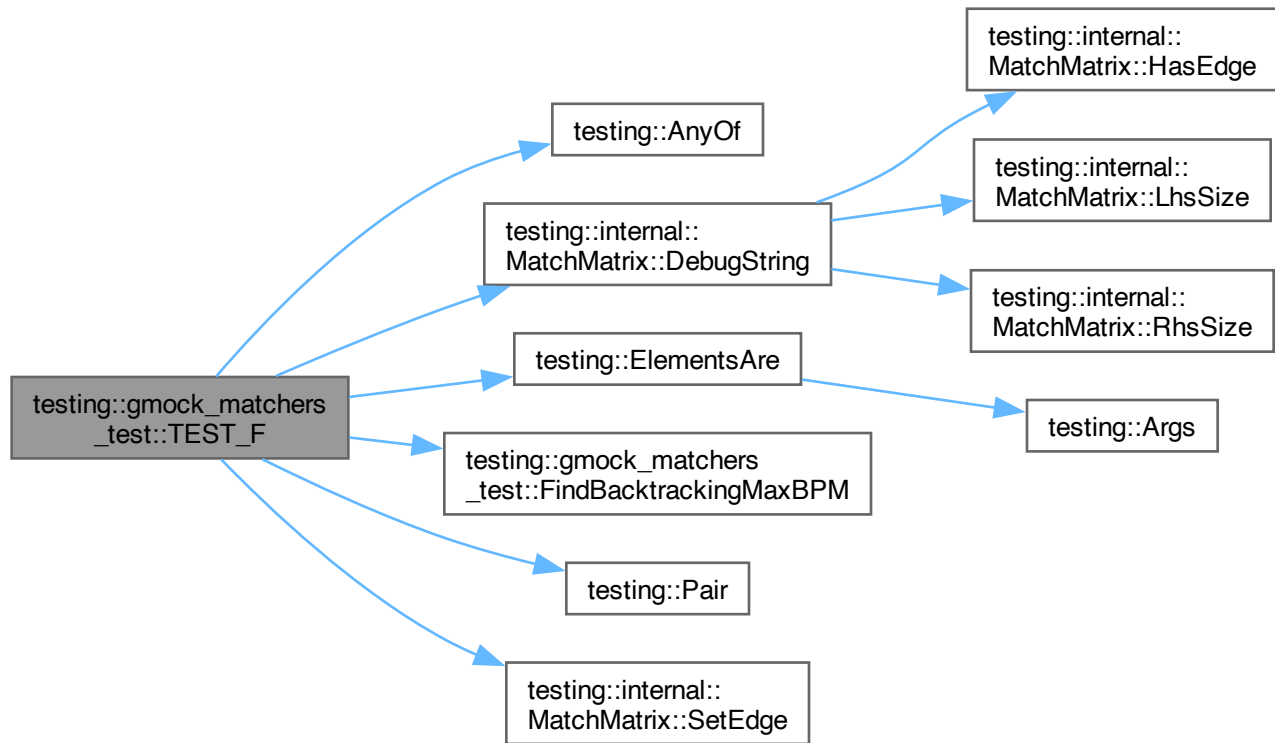 testing::internal::
MatchMatrix::HasEdge
testing::AnyOf
testing::internal::
MatchMatrix::LhsSize
testing::internal::
MatchMatrix::DebugString
testing::internal::
MatchMatrix::RhsSize
testing::ElementsAre
testing::gmock_matchers
_test::TEST_F
testing::Args
testing::gmock_matchers
_test::FindBacktrackingMaxBPM
testing::Pair
testing::internal::
MatchMatrix::SetEdge